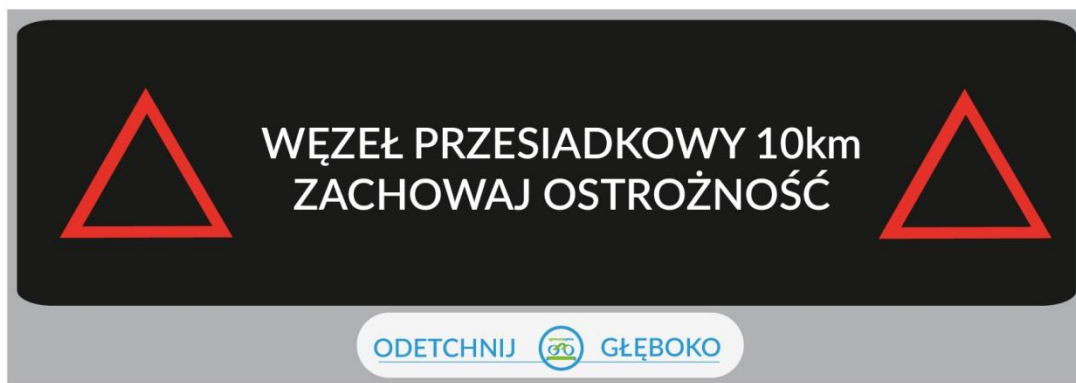 WĘZEŁ PRZESIADKOWY 10km
ZACHOWAJ OSTROŻNOŚĆ
ODETCHNIJ GŁĘBOKO